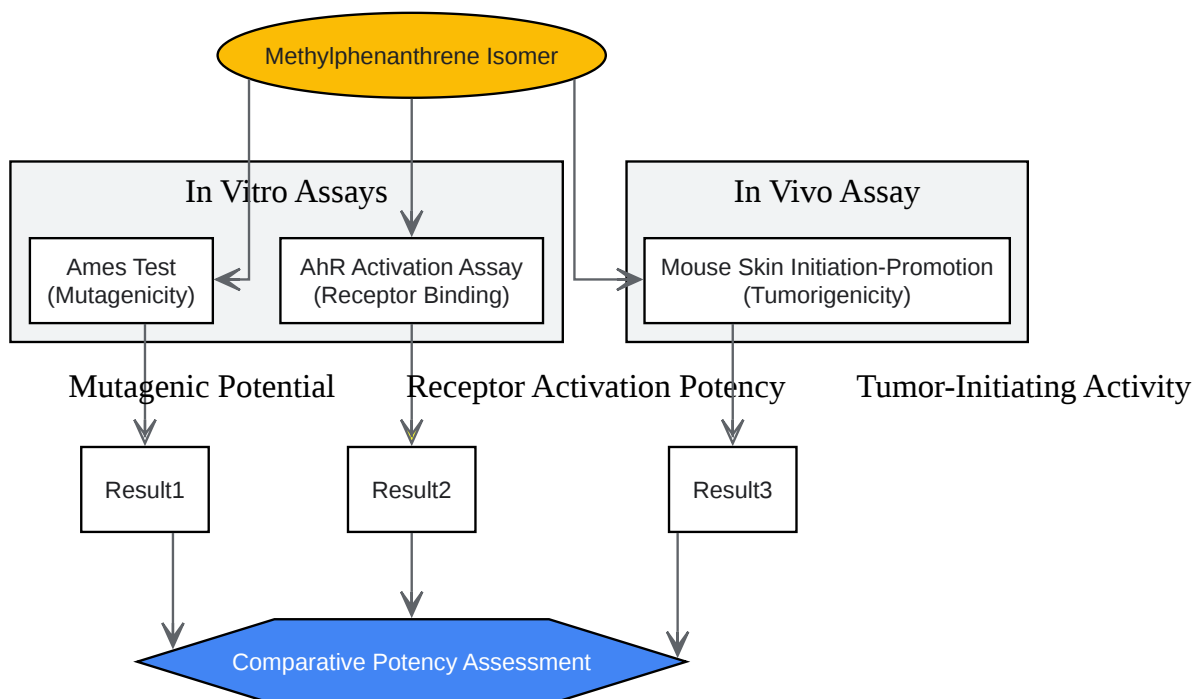 Methylphenanthrene Isomer
In Vitro Assays
In Vivo Assay
Ames Test
(Mutagenicity)
AhR Activation Assay
(Receptor Binding)
Mouse Skin Initiation-Promotion
(Tumorigenicity)
Mutagenic Potential
Receptor Activation Potency
Tumor-Initiating Activity
Result1
Result2
Result3
Comparative Potency Assessment